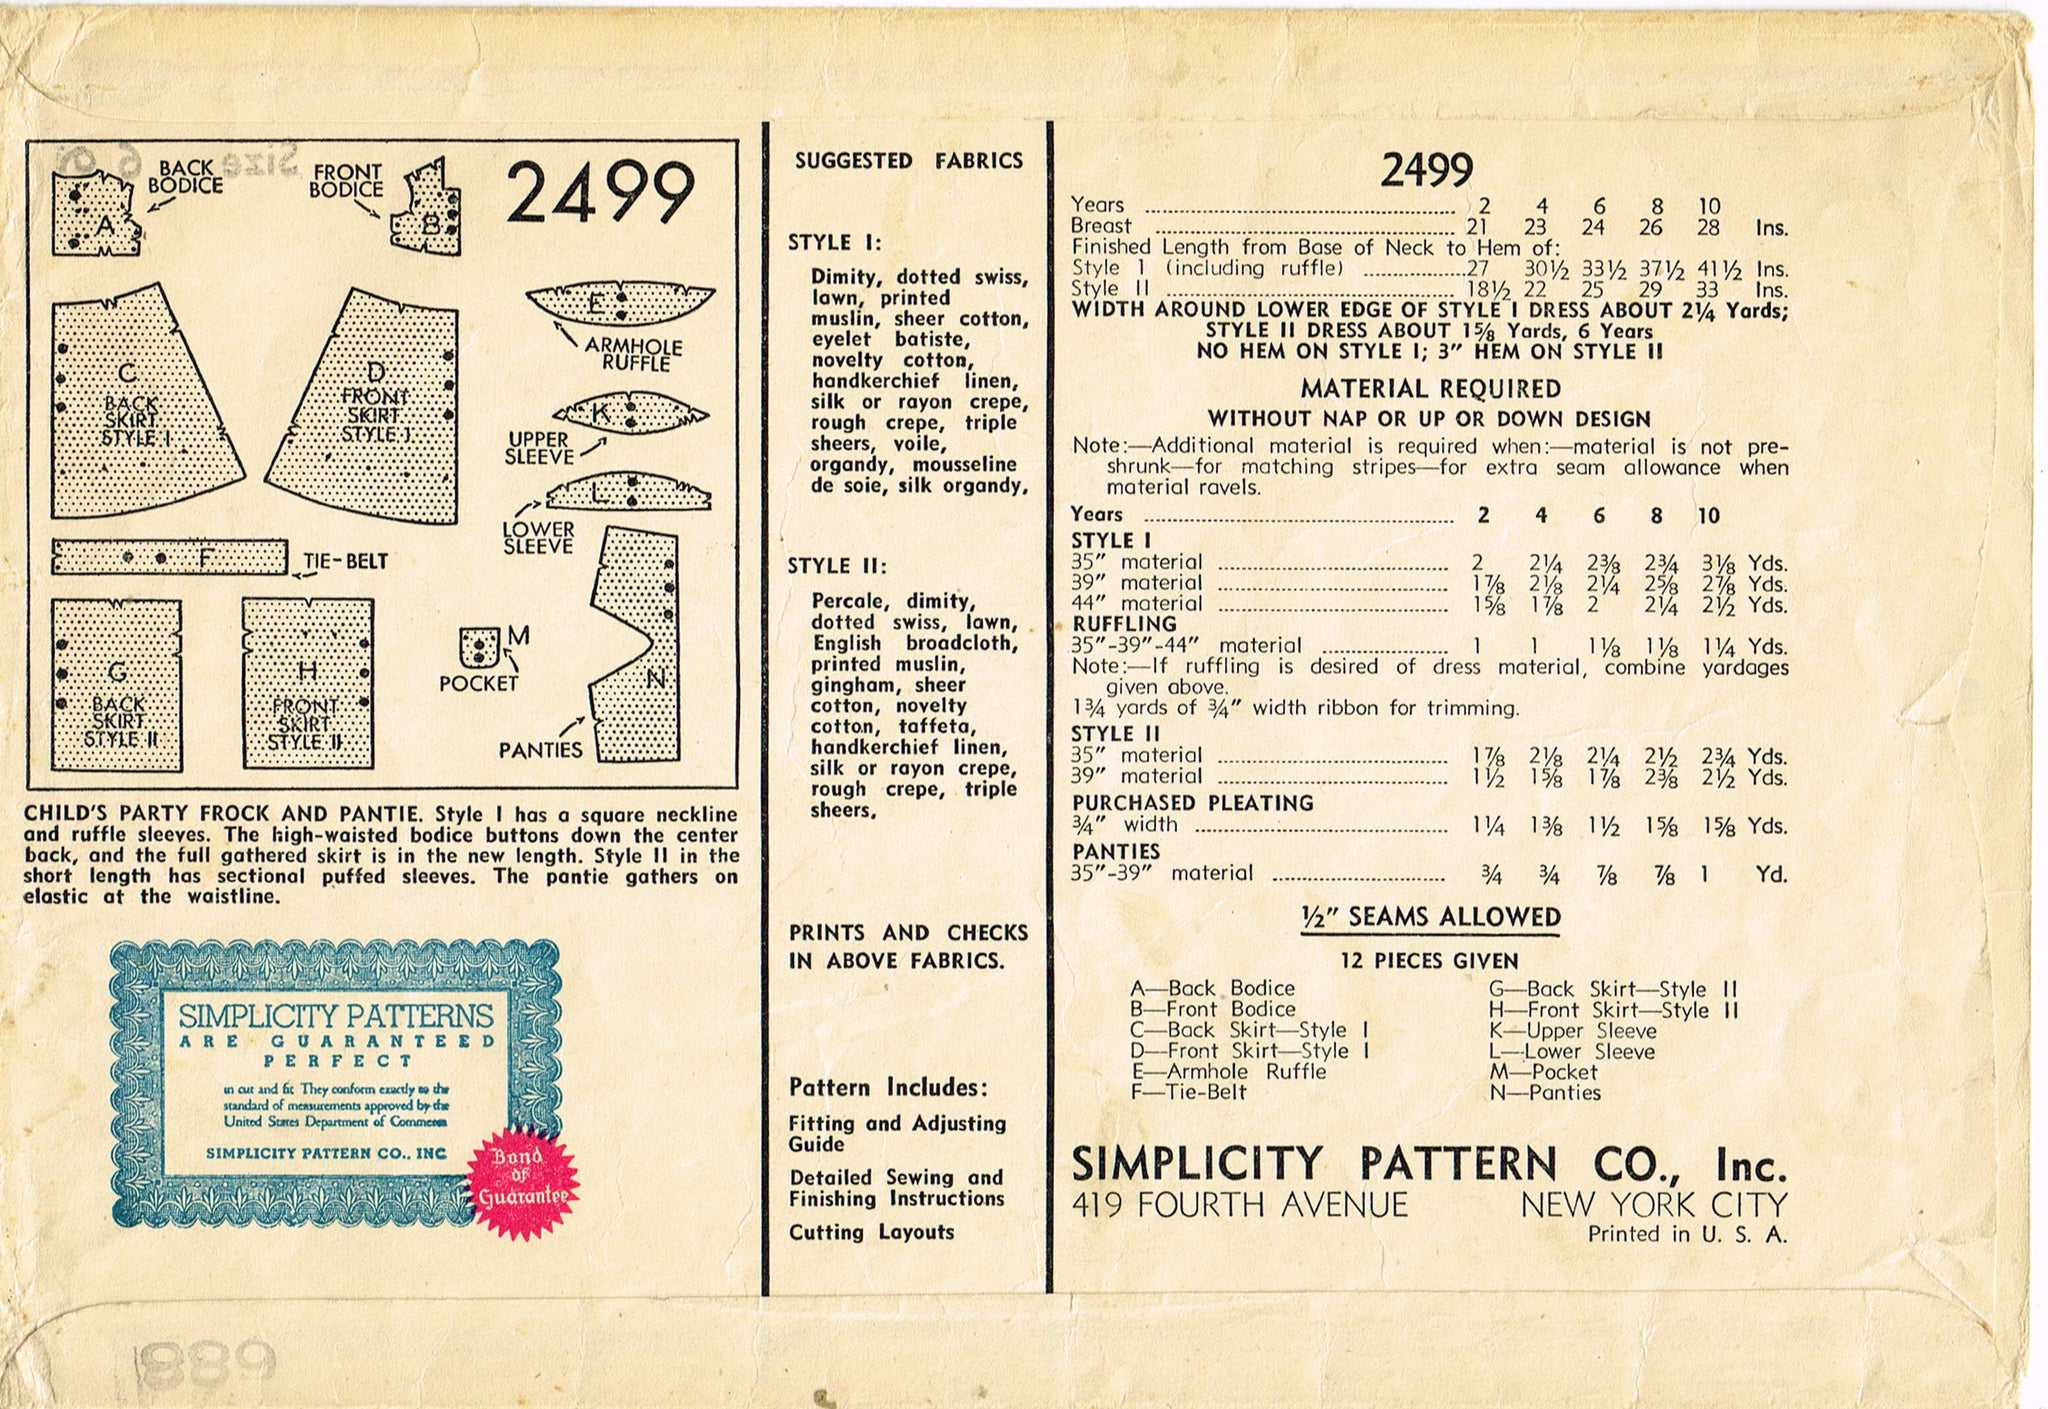 Size 6
BACK
BODICE
FRONT
BODICE
2499
A
B
E
ARMHOLE
RUFFLE
C
BACK
SKIRT
STYLE I
D
FRONT
SKIRT
STYLE I
K
UPPER
SLEEVE
L
LOWER
SLEEVE
F
TIE-BELT
G
BACK
SKIRT
STYLE II
H
FRONT
SKIRT
STYLE II
M
POCKET
N
PANTIES
CHILD'S PARTY FROCK AND PANTIE. Style I has a square neckline
and ruffle sleeves. The high-waisted bodice buttons down the center
back, and the full gathered skirt is in the new length. Style II in the
short length has sectional puffed sleeves. The pantie gathers on
elastic at the waistline.
SIMPLICITY PATTERNS
ARE GUARANTEED
PERFECT
in cut and fit. They conform exactly to the
standard of measurements approved by the
United States Department of Commerce
SIMPLICITY PATTERN CO., INC
Bond
of
Guarantee
689
SUGGESTED FABRICS
STYLE I:
Dimity, dotted swiss,
lawn, printed
muslin, sheer cotton,
eyelet batiste,
novelty cotton,
handkerchief linen,
silk or rayon crepe,
rough crepe, triple
sheers, voile,
organdy, mousseline
de soie, silk organdy.
STYLE II:
Percale, dimity,
dotted swiss, lawn,
English broadcloth,
printed muslin,
gingham, sheer
cotton, novelty
cotton, taffeta,
handkerchief linen,
silk or rayon crepe,
rough crepe, triple
sheers.
PRINTS AND CHECKS
IN ABOVE FABRICS.
Pattern Includes:
Fitting and Adjusting
Guide
Detailed Sewing and
Finishing Instructions
Cutting Layouts
2499
Years 2 4 6 8 10
Breast 21 23 24 26 28 Ins.
Finished Length from Base of Neck to Hem of:
Style I (including ruffle) 27 30½ 33½ 37½ 41½ Ins.
Style II 18½ 22 25 29 33 Ins.
WIDTH AROUND LOWER EDGE OF STYLE I DRESS ABOUT 2¼ Yards;
STYLE II DRESS ABOUT 1⅝ Yards, 6 Years
NO HEM ON STYLE I; 3" HEM ON STYLE II
MATERIAL REQUIRED
WITHOUT NAP OR UP OR DOWN DESIGN
Note:—Additional material is required when:—material is not pre-
shrunk—for matching stripes—for extra seam allowance when
material ravels.
Years 2 4 6 8 10
STYLE I
35" material 2 2¼ 2⅜ 2¾ 3⅛ Yds.
39" material 1⅞ 2⅛ 2¼ 2⅝ 2⅞ Yds.
44" material 1⅝ 1⅞ 2 2¼ 2½ Yds.
RUFFLING
35"-39"-44" material 1 1 1⅛ 1⅛ 1¼ Yds.
Note:—If ruffling is desired of dress material, combine yardages
given above.
1¾ yards of ¾" width ribbon for trimming.
STYLE II
35" material 1⅞ 2⅛ 2¼ 2½ 2¾ Yds.
39" material 1½ 1⅝ 1⅞ 2⅜ 2½ Yds.
PURCHASED PLEATING
¾" width 1¼ 1⅜ 1½ 1⅝ 1⅝ Yds.
PANTIES
35"-39" material ¾ ¾ ⅞ ⅞ 1 Yd.
½" SEAMS ALLOWED
12 PIECES GIVEN
A—Back Bodice
B—Front Bodice
C—Back Skirt—Style I
D—Front Skirt—Style I
E—Armhole Ruffle
F—Tie-Belt
G—Back Skirt—Style II
H—Front Skirt—Style II
K—Upper Sleeve
L—Lower Sleeve
M—Pocket
N—Panties
SIMPLICITY PATTERN CO., Inc.
419 FOURTH AVENUE NEW YORK CITY
Printed in U. S. A.